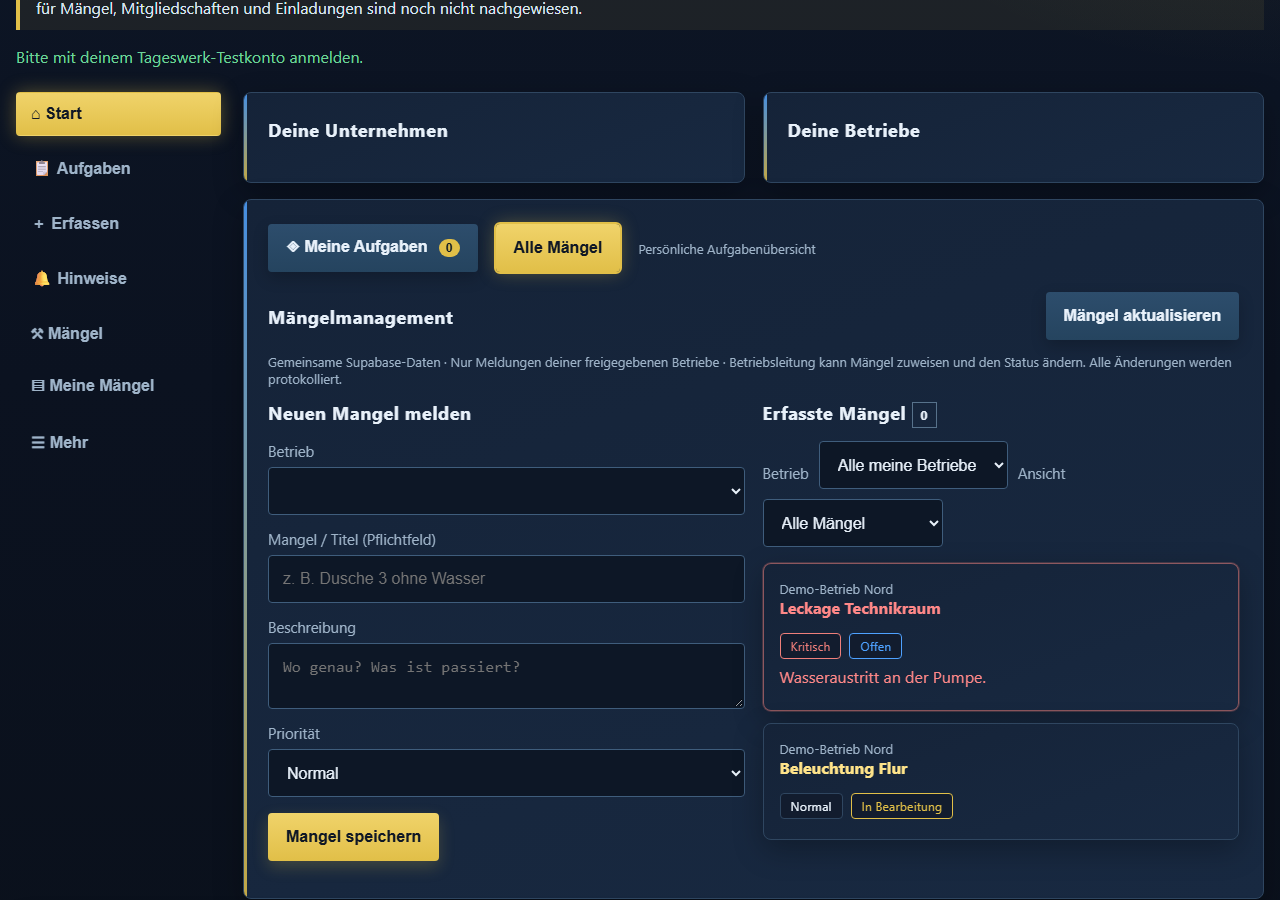 für Mängel, Mitgliedschaften und Einladungen sind noch nicht nachgewiesen.
Bitte mit deinem Tageswerk-Testkonto anmelden.
⌂ Start
📋 Aufgaben
+ Erfassen
🔔 Hinweise
⚒ Mängel
▤ Meine Mängel
☰ Mehr
Deine Unternehmen
Deine Betriebe
◈ Meine Aufgaben 0
Alle Mängel
Persönliche Aufgabenübersicht
Mängelmanagement
Mängel aktualisieren
Gemeinsame Supabase-Daten · Nur Meldungen deiner freigegebenen Betriebe · Betriebsleitung kann Mängel zuweisen und den Status ändern. Alle Änderungen werden
protokolliert.
Neuen Mangel melden
Betrieb
Mangel / Titel (Pflichtfeld)
z. B. Dusche 3 ohne Wasser
Beschreibung
Wo genau? Was ist passiert?
Priorität
Normal
Mangel speichern
Erfasste Mängel 0
Betrieb Alle meine Betriebe Ansicht
Alle Mängel
Demo-Betrieb Nord
Leckage Technikraum
Kritisch Offen
Wasseraustritt an der Pumpe.
Demo-Betrieb Nord
Beleuchtung Flur
Normal In Bearbeitung